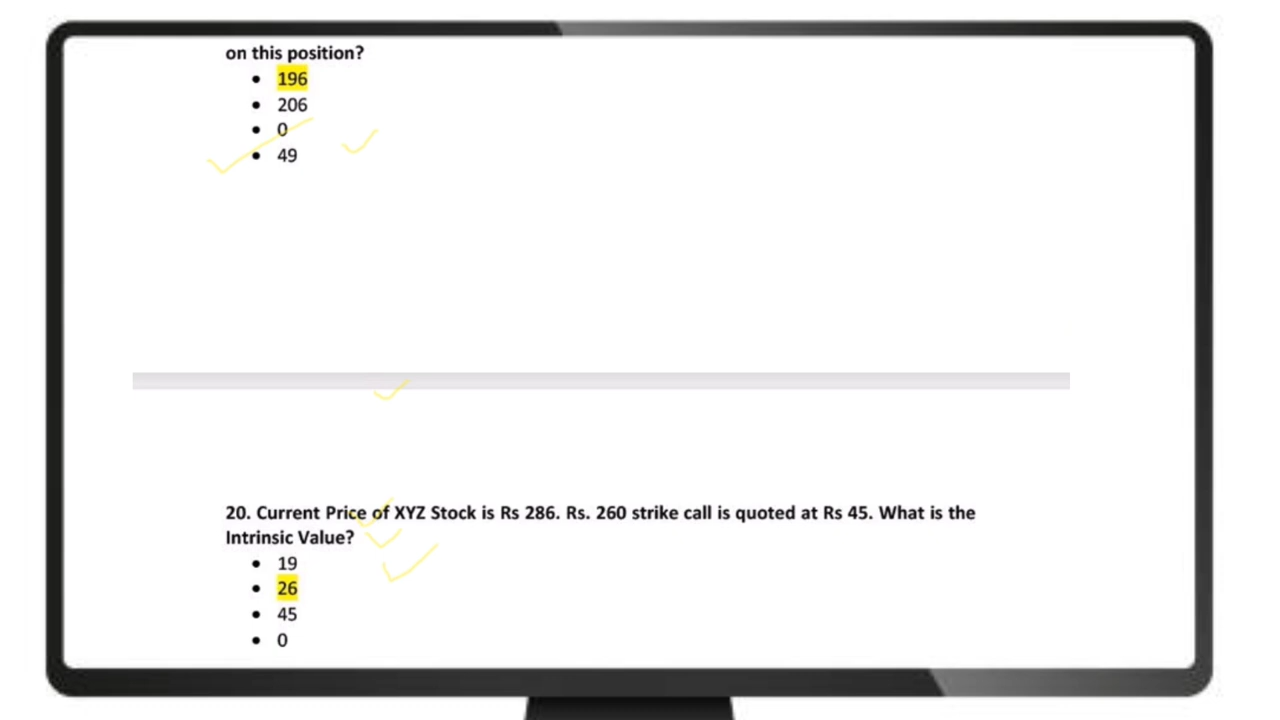 on this position?
• 196
• 206
• 0
• 49
20. Current Price of XYZ Stock is Rs 286. Rs. 260 strike call is quoted at Rs 45. What is the
Intrinsic Value?
• 19
• 26
• 45
• 0